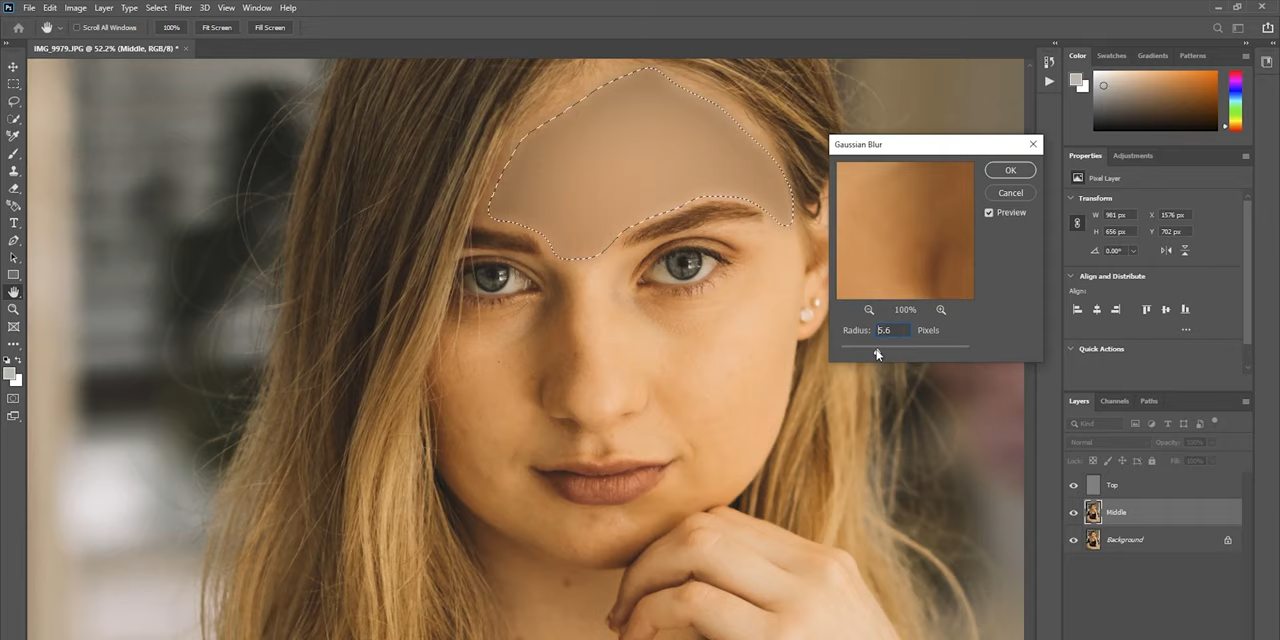 Ps File Edit Image Layer Type Select Filter 3D View Window Help
Scroll All Windows 100% Fit Screen Fill Screen
IMG_9979.JPG @ 52.2% (Middle, RGB/8) * ×
Color Swatches Gradients Patterns
Gaussian Blur
OK
Cancel
Preview
100%
Radius: 5.6 Pixels
Properties Adjustments
Pixel Layer
Transform
W 981 px X 1576 px
H 656 px Y 702 px
0.00°
Align and Distribute
Align:
Quick Actions
Layers Channels Paths
Kind
Normal Opacity: 100%
Lock: Fill: 100%
Top
Middle
Background